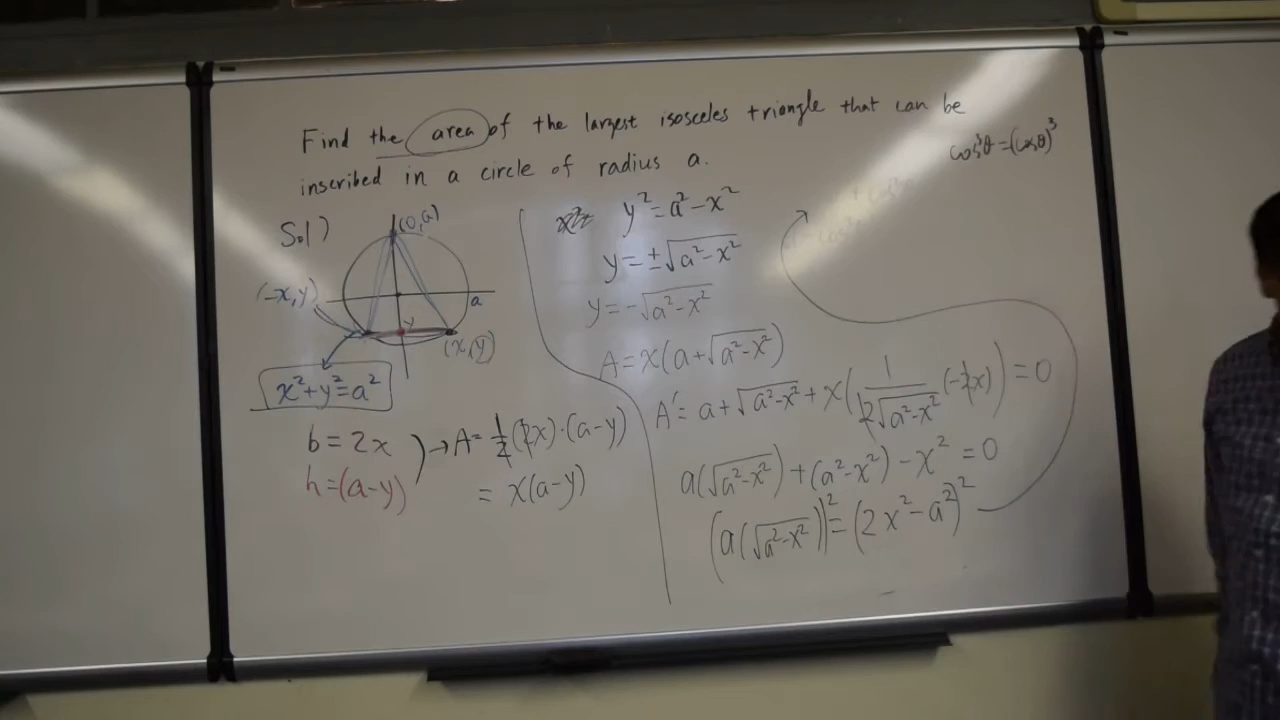 Find the area of the largest isosceles triangle that can be
inscribed in a circle of radius a.
cos³θ=(cosθ)³
Sol)
(0,a)
(-x,y)
a
y
(x,y)
x²+y²=a²
b=2x
h=(a-y)
→A=½(2x)·(a-y)
=x(a-y)
y²=a²-x²
y=±√(a²-x²)
y=-√(a²-x²)
A=x(a+√(a²-x²))
A'=a+√(a²-x²)+x(1/(2√(a²-x²))(-2x))=0
a(√(a²-x²))+(a²-x²)-x²=0
(a(√(a²-x²)))²=(2x²-a²)²